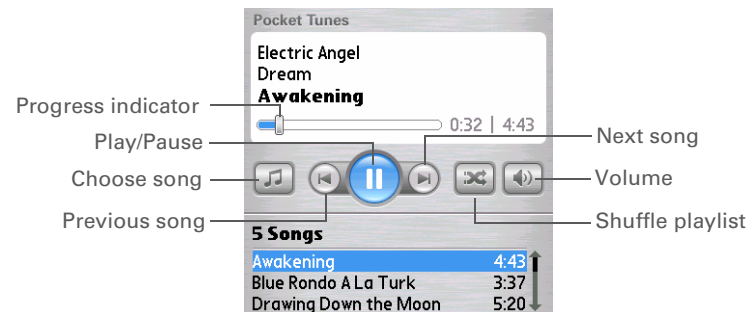 Pocket Tunes
Electric Angel
Dream
Awakening
Progress indicator
0:32 | 4:43
Play/Pause
Next song
Choose song
Volume
Previous song
Shuffle playlist
5 Songs
Awakening 4:43
Blue Rondo A La Turk 3:37
Drawing Down the Moon 5:20